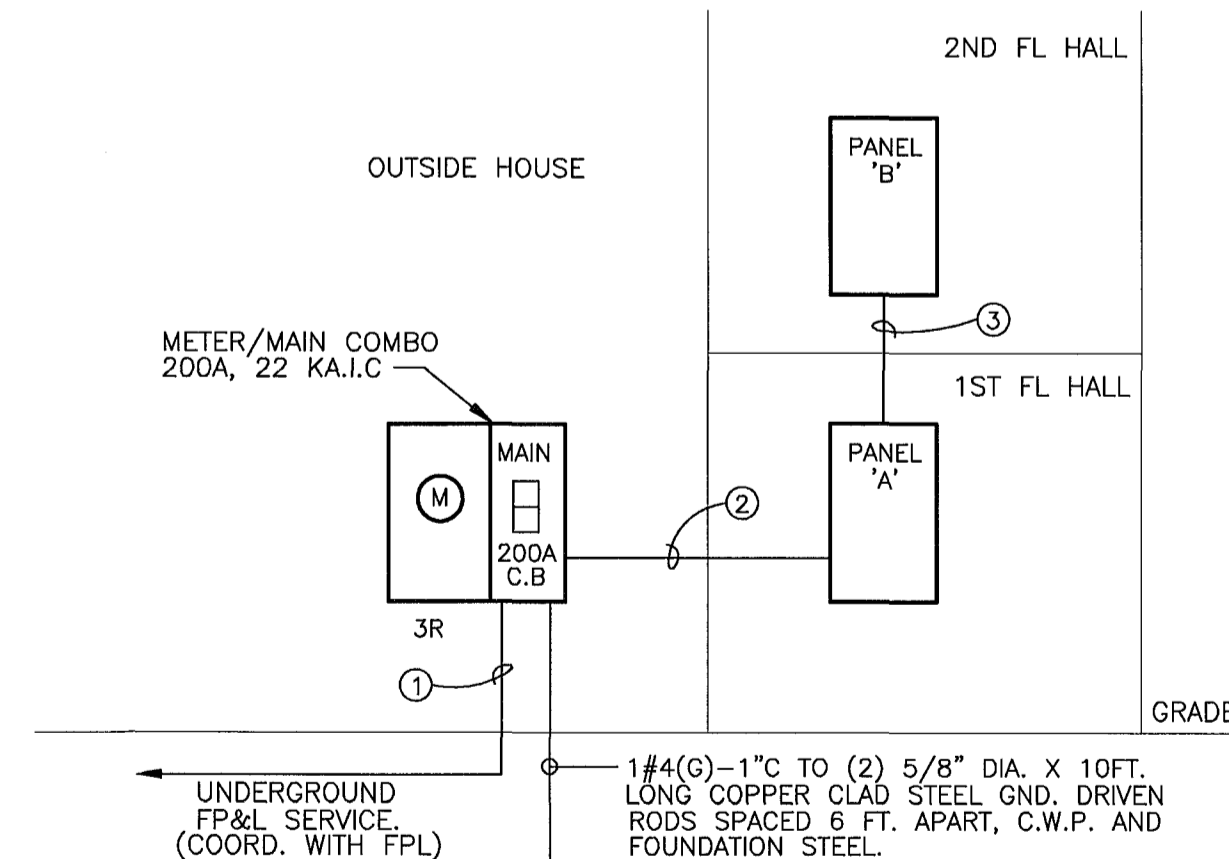 2ND FL HALL
OUTSIDE HOUSE
PANEL
'B'
3
METER/MAIN COMBO
200A, 22 KA.I.C
1ST FL HALL
MAIN
PANEL
'A'
M
2
200A
C.B
3R
1
GRADE
UNDERGROUND
FP&L SERVICE.
(COORD. WITH FPL)
1#4(G)-1"C TO (2) 5/8" DIA. X 10FT.
LONG COPPER CLAD STEEL GND. DRIVEN
RODS SPACED 6 FT. APART, C.W.P. AND
FOUNDATION STEEL.